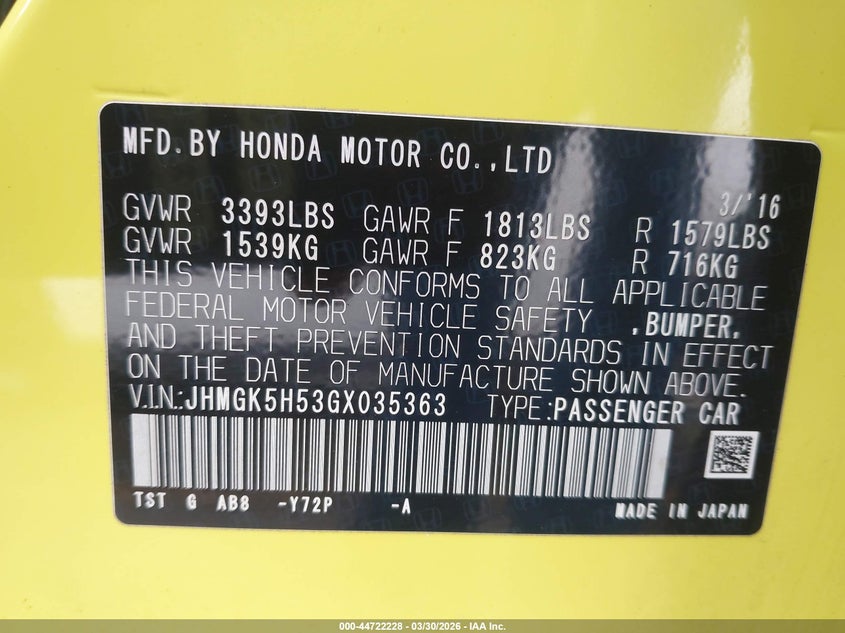 MFD. BY HONDA MOTOR CO., LTD
3/'16
GVWR 3393LBS GAWR F 1813LBS R 1579LBS
GVWR 1539KG GAWR F 823KG R 716KG
THIS VEHICLE CONFORMS TO ALL APPLICABLE
FEDERAL MOTOR VEHICLE SAFETY ,BUMPER,
AND THEFT PREVENTION STANDARDS IN EFFECT
ON THE DATE OF MANUFACTURE SHOWN ABOVE.
V.I.N.:JHMGK5H53GX035363 TYPE:PASSENGER CAR
TST G AB8 -Y72P -A MADE IN JAPAN
000-44722228 - 03/30/2026 - IAA Inc.